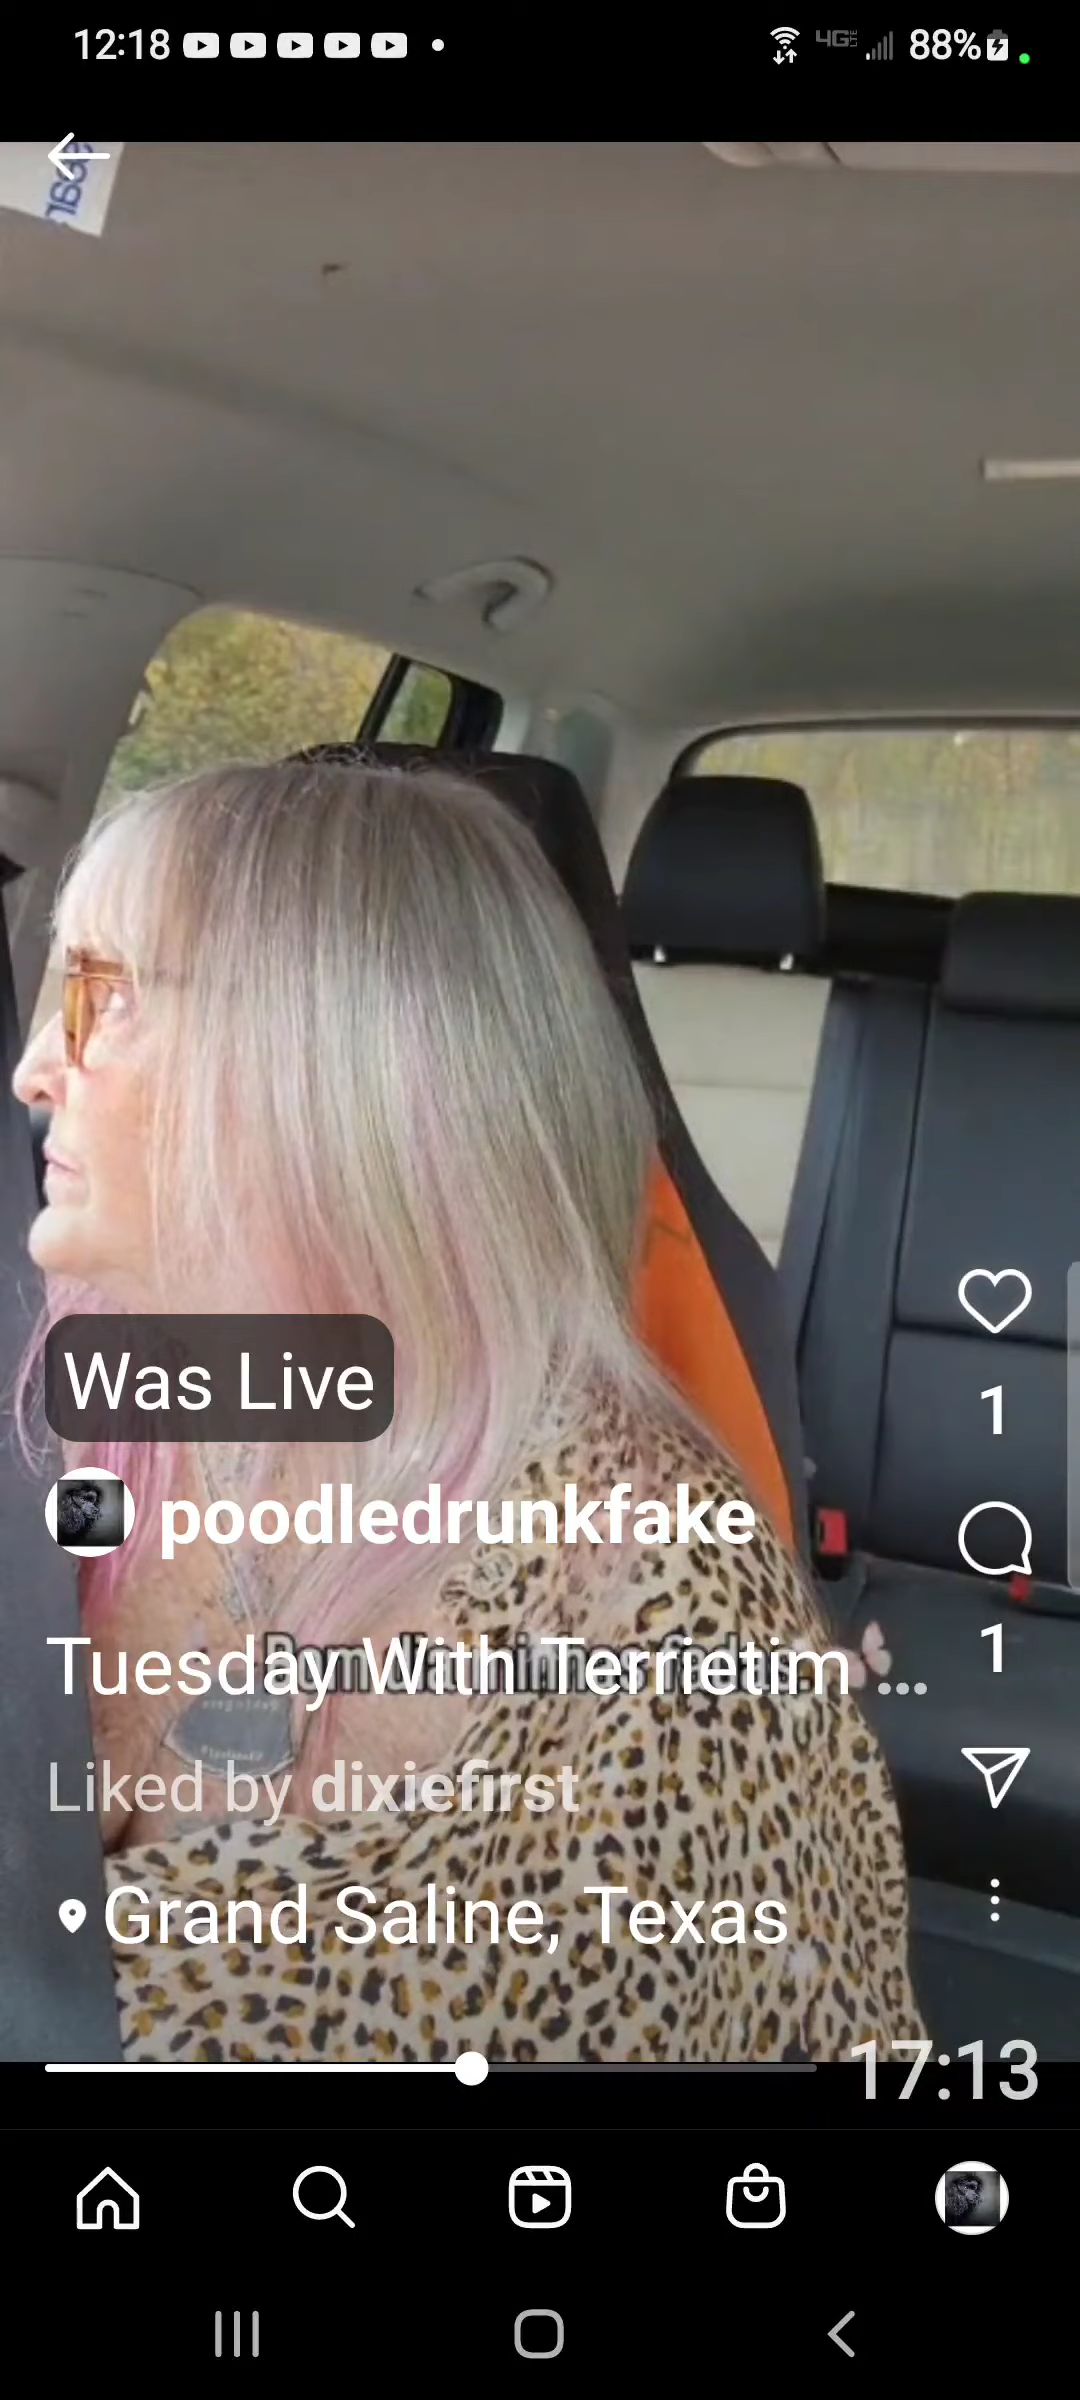 12:18
4G LTE
88%
Was Live
poodledrunkfake
Tuesday With Terrietim ...
Liked by dixiefirst
Grand Saline, Texas
1
1
17:13